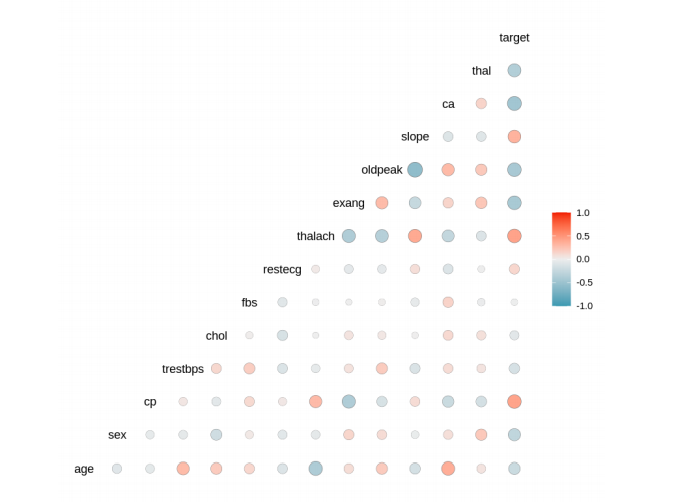 target
thal
ca
slope
oldpeak
exang
thalach
restecg
fbs
chol
trestbps
cp
sex
age
1.0
0.5
0.0
-0.5
-1.0